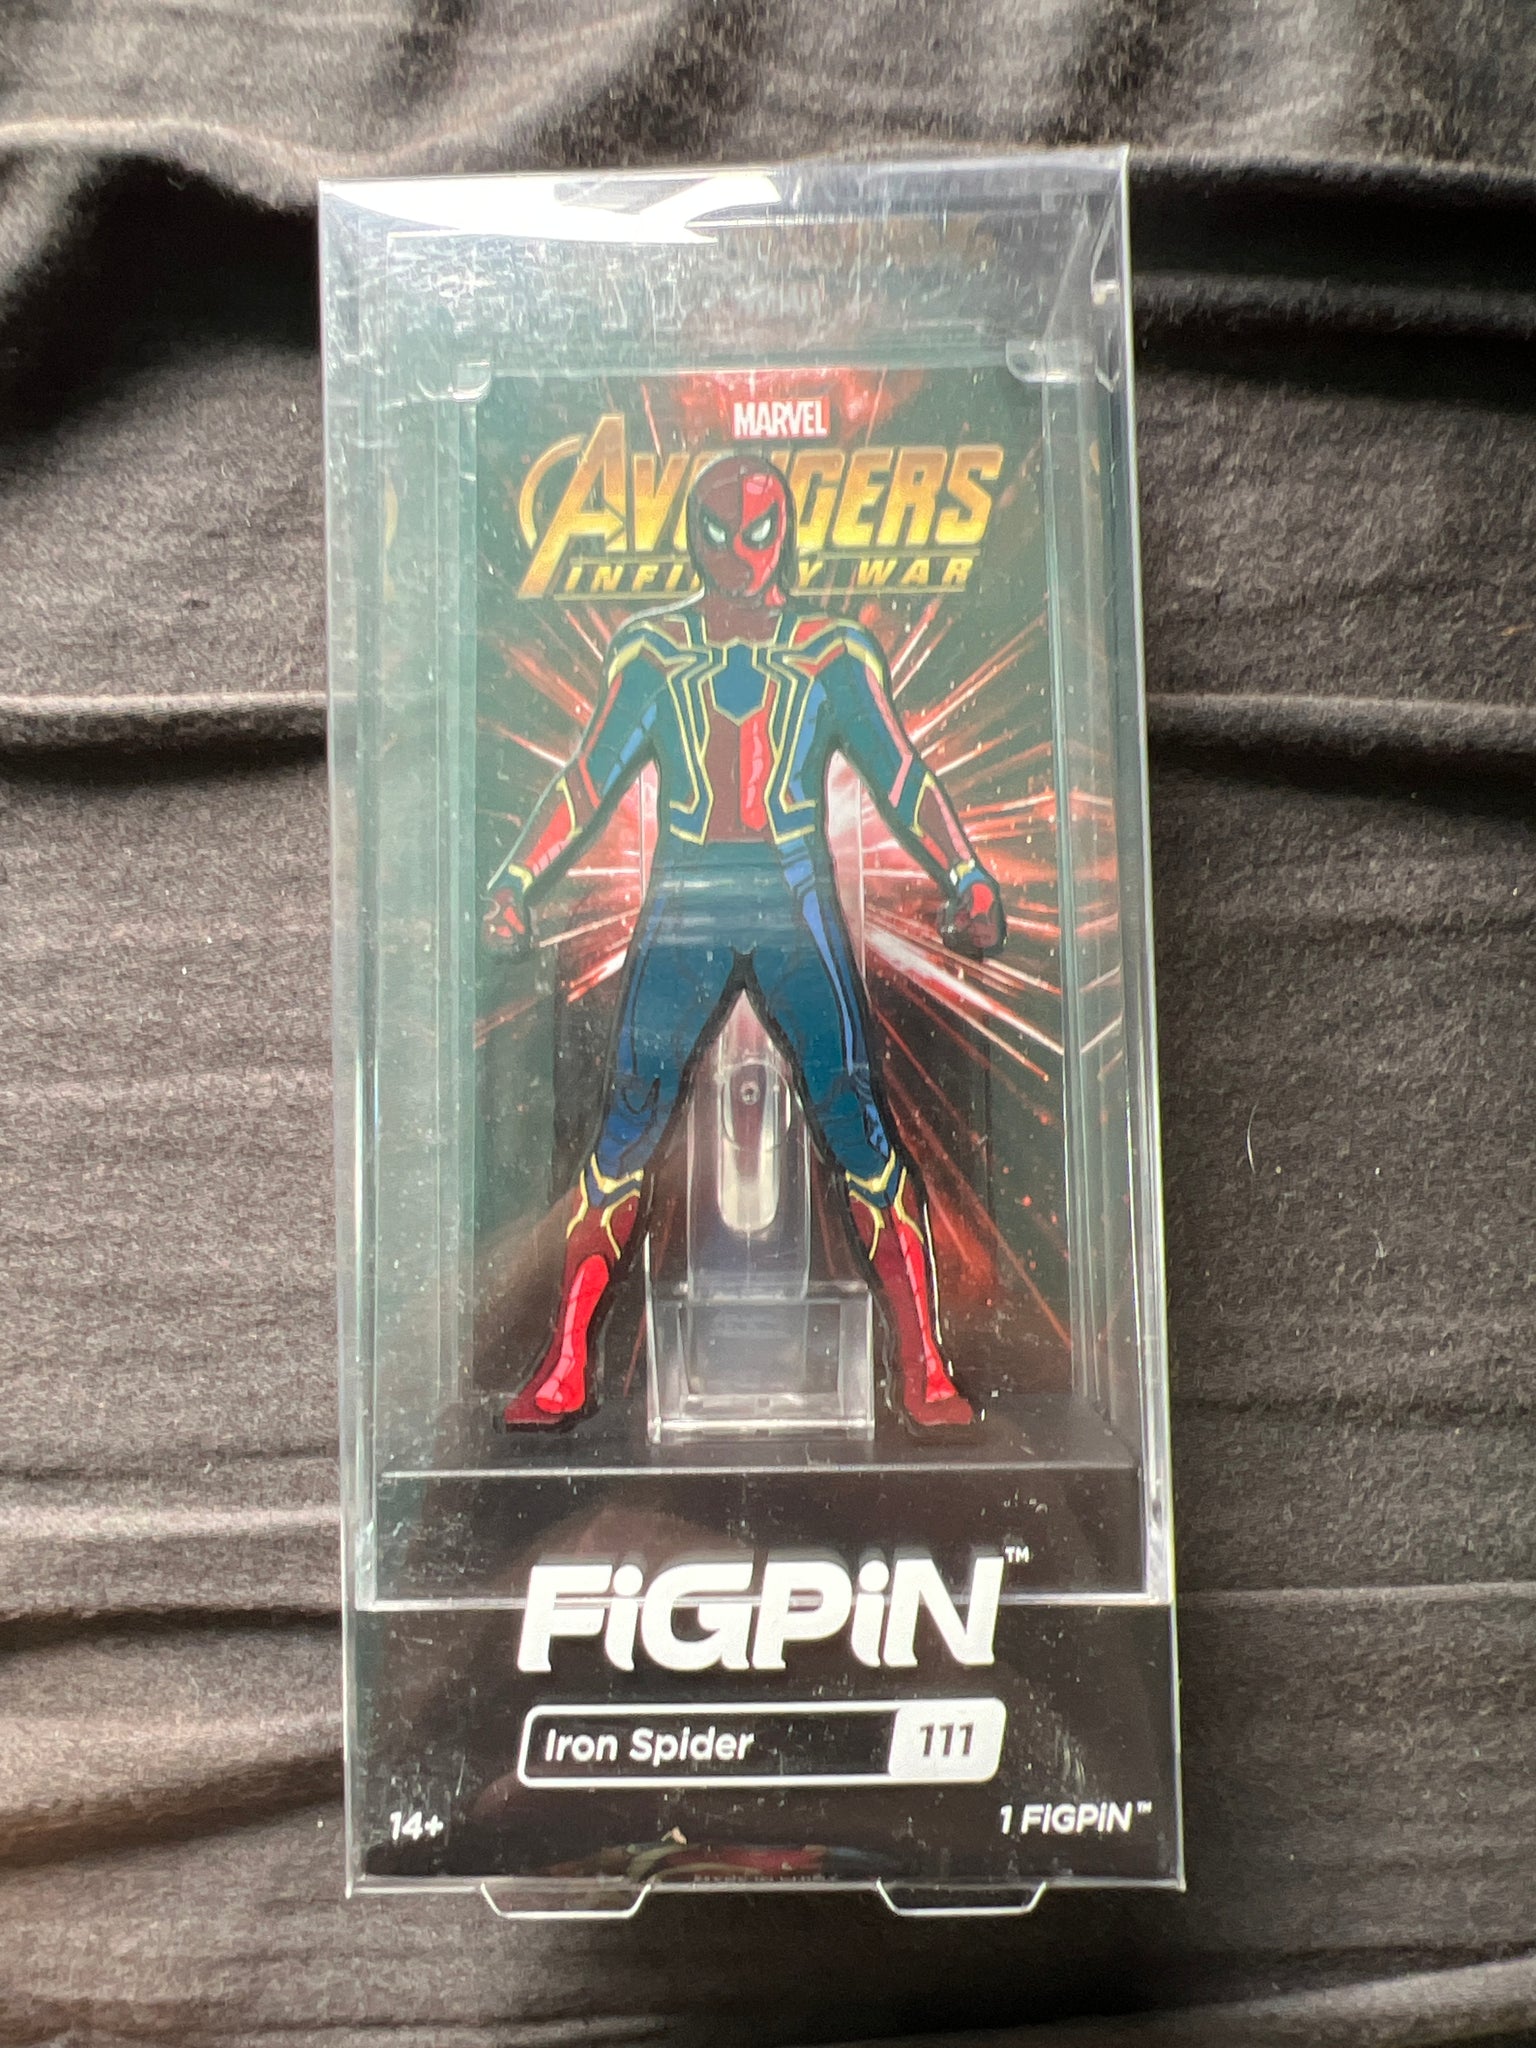 MARVEL
AVENGERS
INFINITY WAR
FiGPiN™
Iron Spider 111
14+
1 FiGPiN™